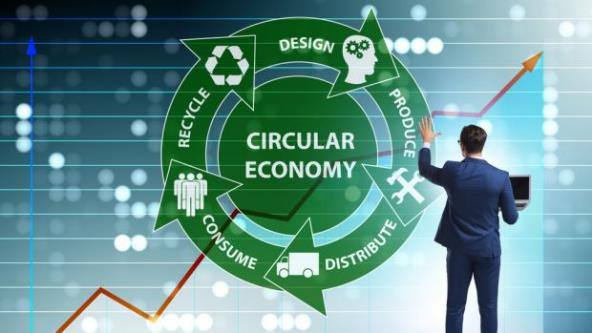 CIRCULAR
ECONOMY
DESIGN
PRODUCE
DISTRIBUTE
CONSUME
RECYCLE